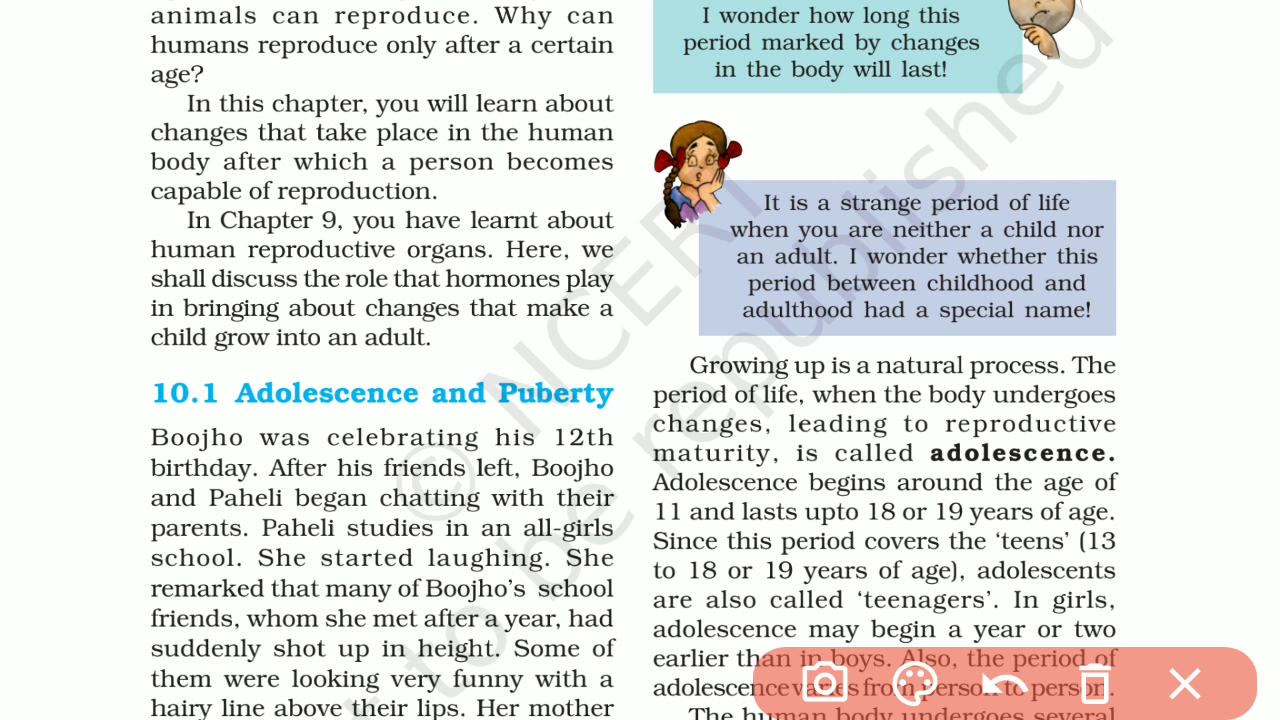 animals can reproduce. Why can
humans reproduce only after a certain
age?
In this chapter, you will learn about
changes that take place in the human
body after which a person becomes
capable of reproduction.
In Chapter 9, you have learnt about
human reproductive organs. Here, we
shall discuss the role that hormones play
in bringing about changes that make a
child grow into an adult.
10.1 Adolescence and Puberty
Boojho was celebrating his 12th
birthday. After his friends left, Boojho
and Paheli began chatting with their
parents. Paheli studies in an all-girls
school. She started laughing. She
remarked that many of Boojho's school
friends, whom she met after a year, had
suddenly shot up in height. Some of
them were looking very funny with a
hairy line above their lips. Her mother
I wonder how long this
period marked by changes
in the body will last!
It is a strange period of life
when you are neither a child nor
an adult. I wonder whether this
period between childhood and
adulthood had a special name!
Growing up is a natural process. The
period of life, when the body undergoes
changes, leading to reproductive
maturity, is called adolescence.
Adolescence begins around the age of
11 and lasts upto 18 or 19 years of age.
Since this period covers the ‘teens’ (13
to 18 or 19 years of age), adolescents
are also called ‘teenagers’. In girls,
adolescence may begin a year or two
earlier than in boys. Also, the period of
adolescence varies from person to person.
The human body undergoes several
© NCERT
to be republished